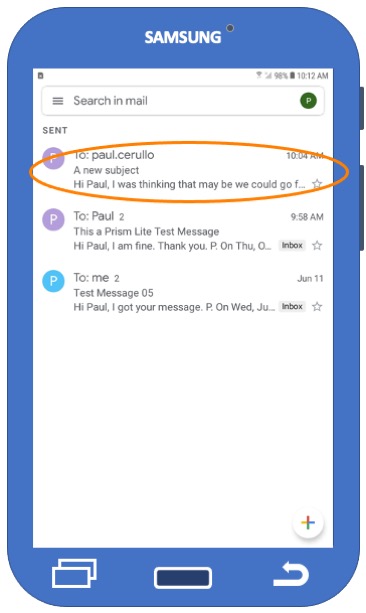 SAMSUNG
98% 10:12 AM
Search in mail P
SENT
P To: paul.cerullo 10:04 AM
A new subject
Hi Paul, I was thinking that may be we could go f...
P To: Paul 2 9:58 AM
This a Prism Lite Test Message
Hi Paul, I am fine. Thank you. P. On Thu, O... Inbox
P To: me 2 Jun 11
Test Message 05
Hi Paul, I got your message. P. On Wed, Ju... Inbox